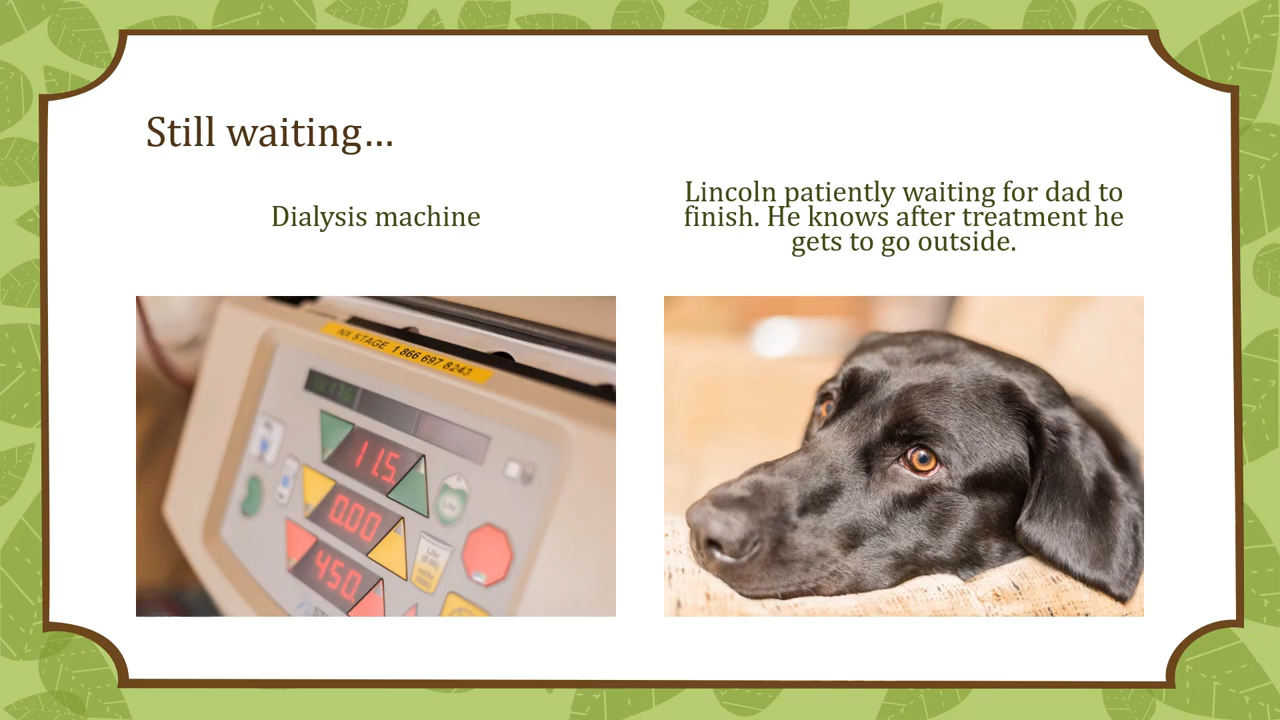 Still waiting...
Dialysis machine
Lincoln patiently waiting for dad to
finish. He knows after treatment he
gets to go outside.
NX STAGE 1 866 697 8243
11.5
0.00
450